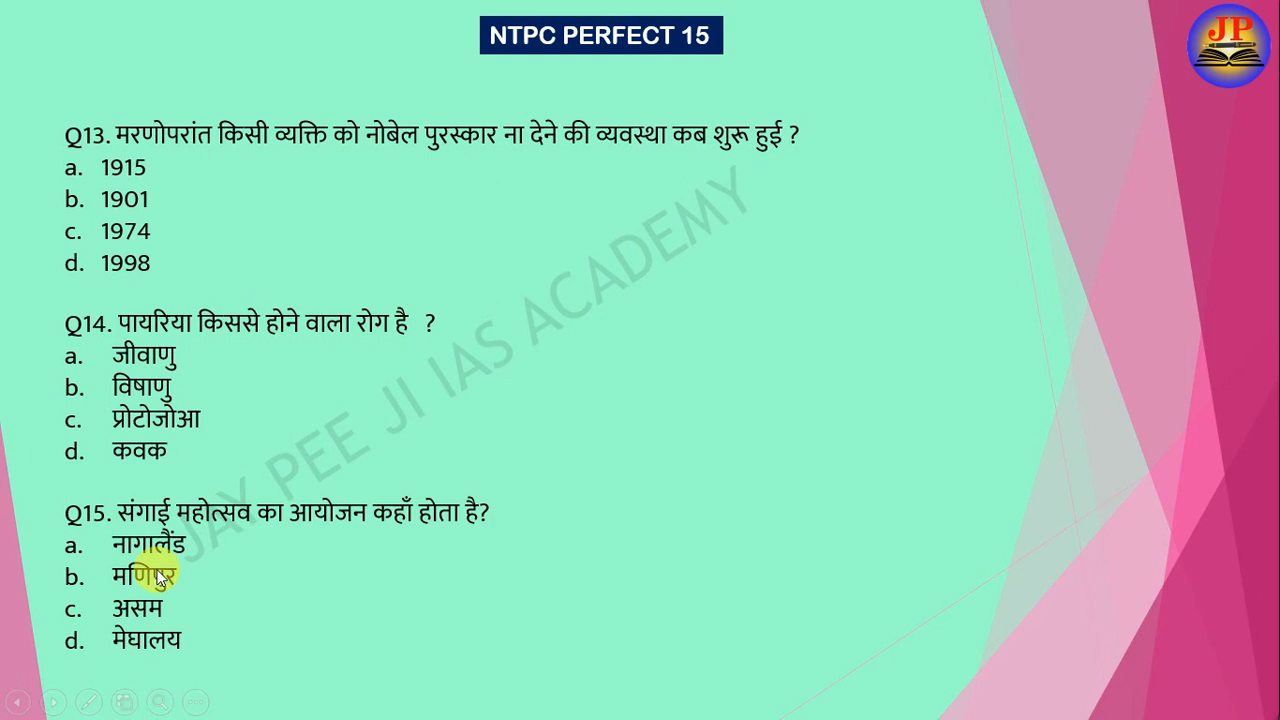 NTPC PERFECT 15
JP
Q13. मरणोपरांत किसी व्यक्ति को नोबेल पुरस्कार ना देने की व्यवस्था कब शुरू हुई ?
a. 1915
b. 1901
c. 1974
d. 1998
Q14. पायरिया किससे होने वाला रोग है ?
a. जीवाणु
b. विषाणु
c. प्रोटोजोआ
d. कवक
Q15. संगाई महोत्सव का आयोजन कहाँ होता है?
a. नागालैंड
b. मणिपुर
c. असम
d. मेघालय
JAY PEE JI IAS ACADEMY